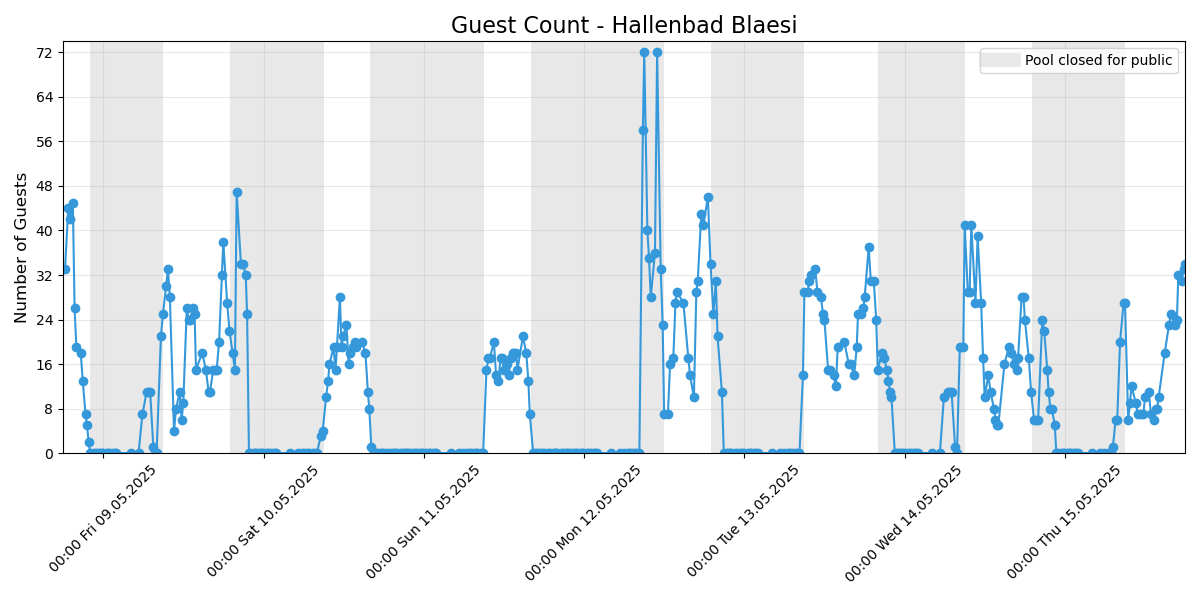 Guest Count - Hallenbad Blaesi
Pool closed for public
Number of Guests
72
64
56
48
40
32
24
16
8
0
00:00 Fri 09.05.2025
00:00 Sat 10.05.2025
00:00 Sun 11.05.2025
00:00 Mon 12.05.2025
00:00 Tue 13.05.2025
00:00 Wed 14.05.2025
00:00 Thu 15.05.2025